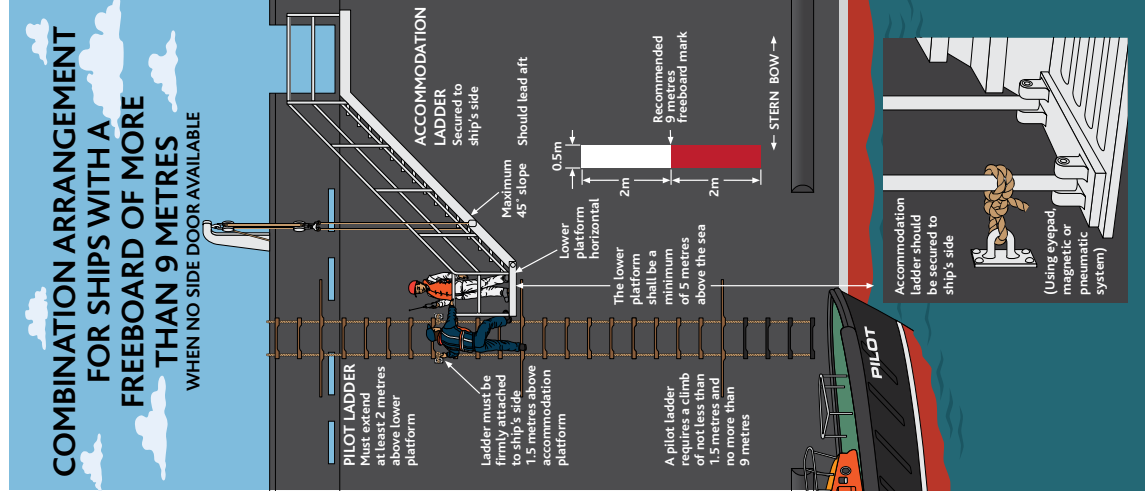 COMBINATION ARRANGEMENT
FOR SHIPS WITH A
FREEBOARD OF MORE
THAN 9 METRES
WHEN NO SIDE DOOR AVAILABLE
PILOT LADDER
Must extend
at least 2 metres
above lower
platform
Ladder must be
firmly attached
to ship's side
1.5 metres above
accommodation
platform
A pilot ladder
requires a climb
of not less than
1.5 metres and
no more than
9 metres
ACCOMMODATION
LADDER
Secured to
ship's side
Should lead aft
Maximum
45˚ slope
Lower
platform
horizontal
The lower
platform
shall be a
minimum
of 5 metres
above the sea
0.5m
2m
2m
Recommended
9 metres
freeboard mark
STERN BOW
PILOT
Accommodation
ladder should
be secured to
ship's side
(Using eyepad,
magnetic or
pneumatic
system)